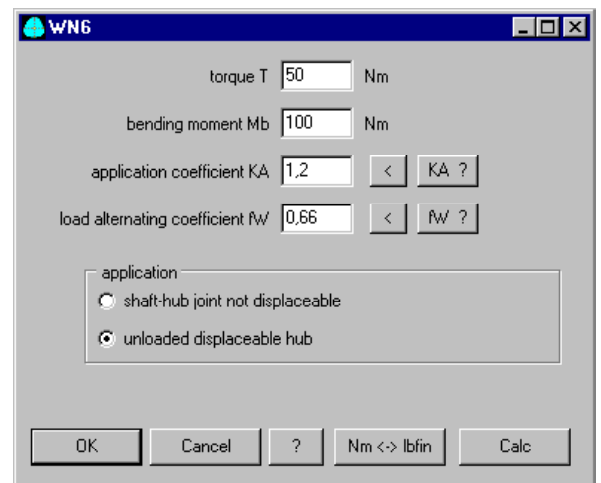 WN6
torque T 50 Nm
bending moment Mb 100 Nm
application coefficient KA 1,2 < KA ?
load alternating coefficient fW 0,66 < fW ?
application
shaft-hub joint not displaceable
unloaded displaceable hub
OK Cancel ? Nm <-> lbfin Calc